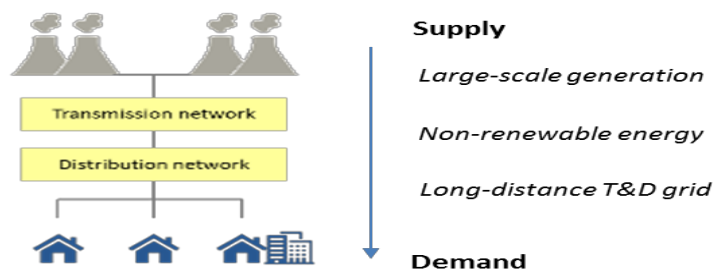 Supply
Large-scale generation
Transmission network
Non-renewable energy
Distribution network
Long-distance T&D grid
Demand